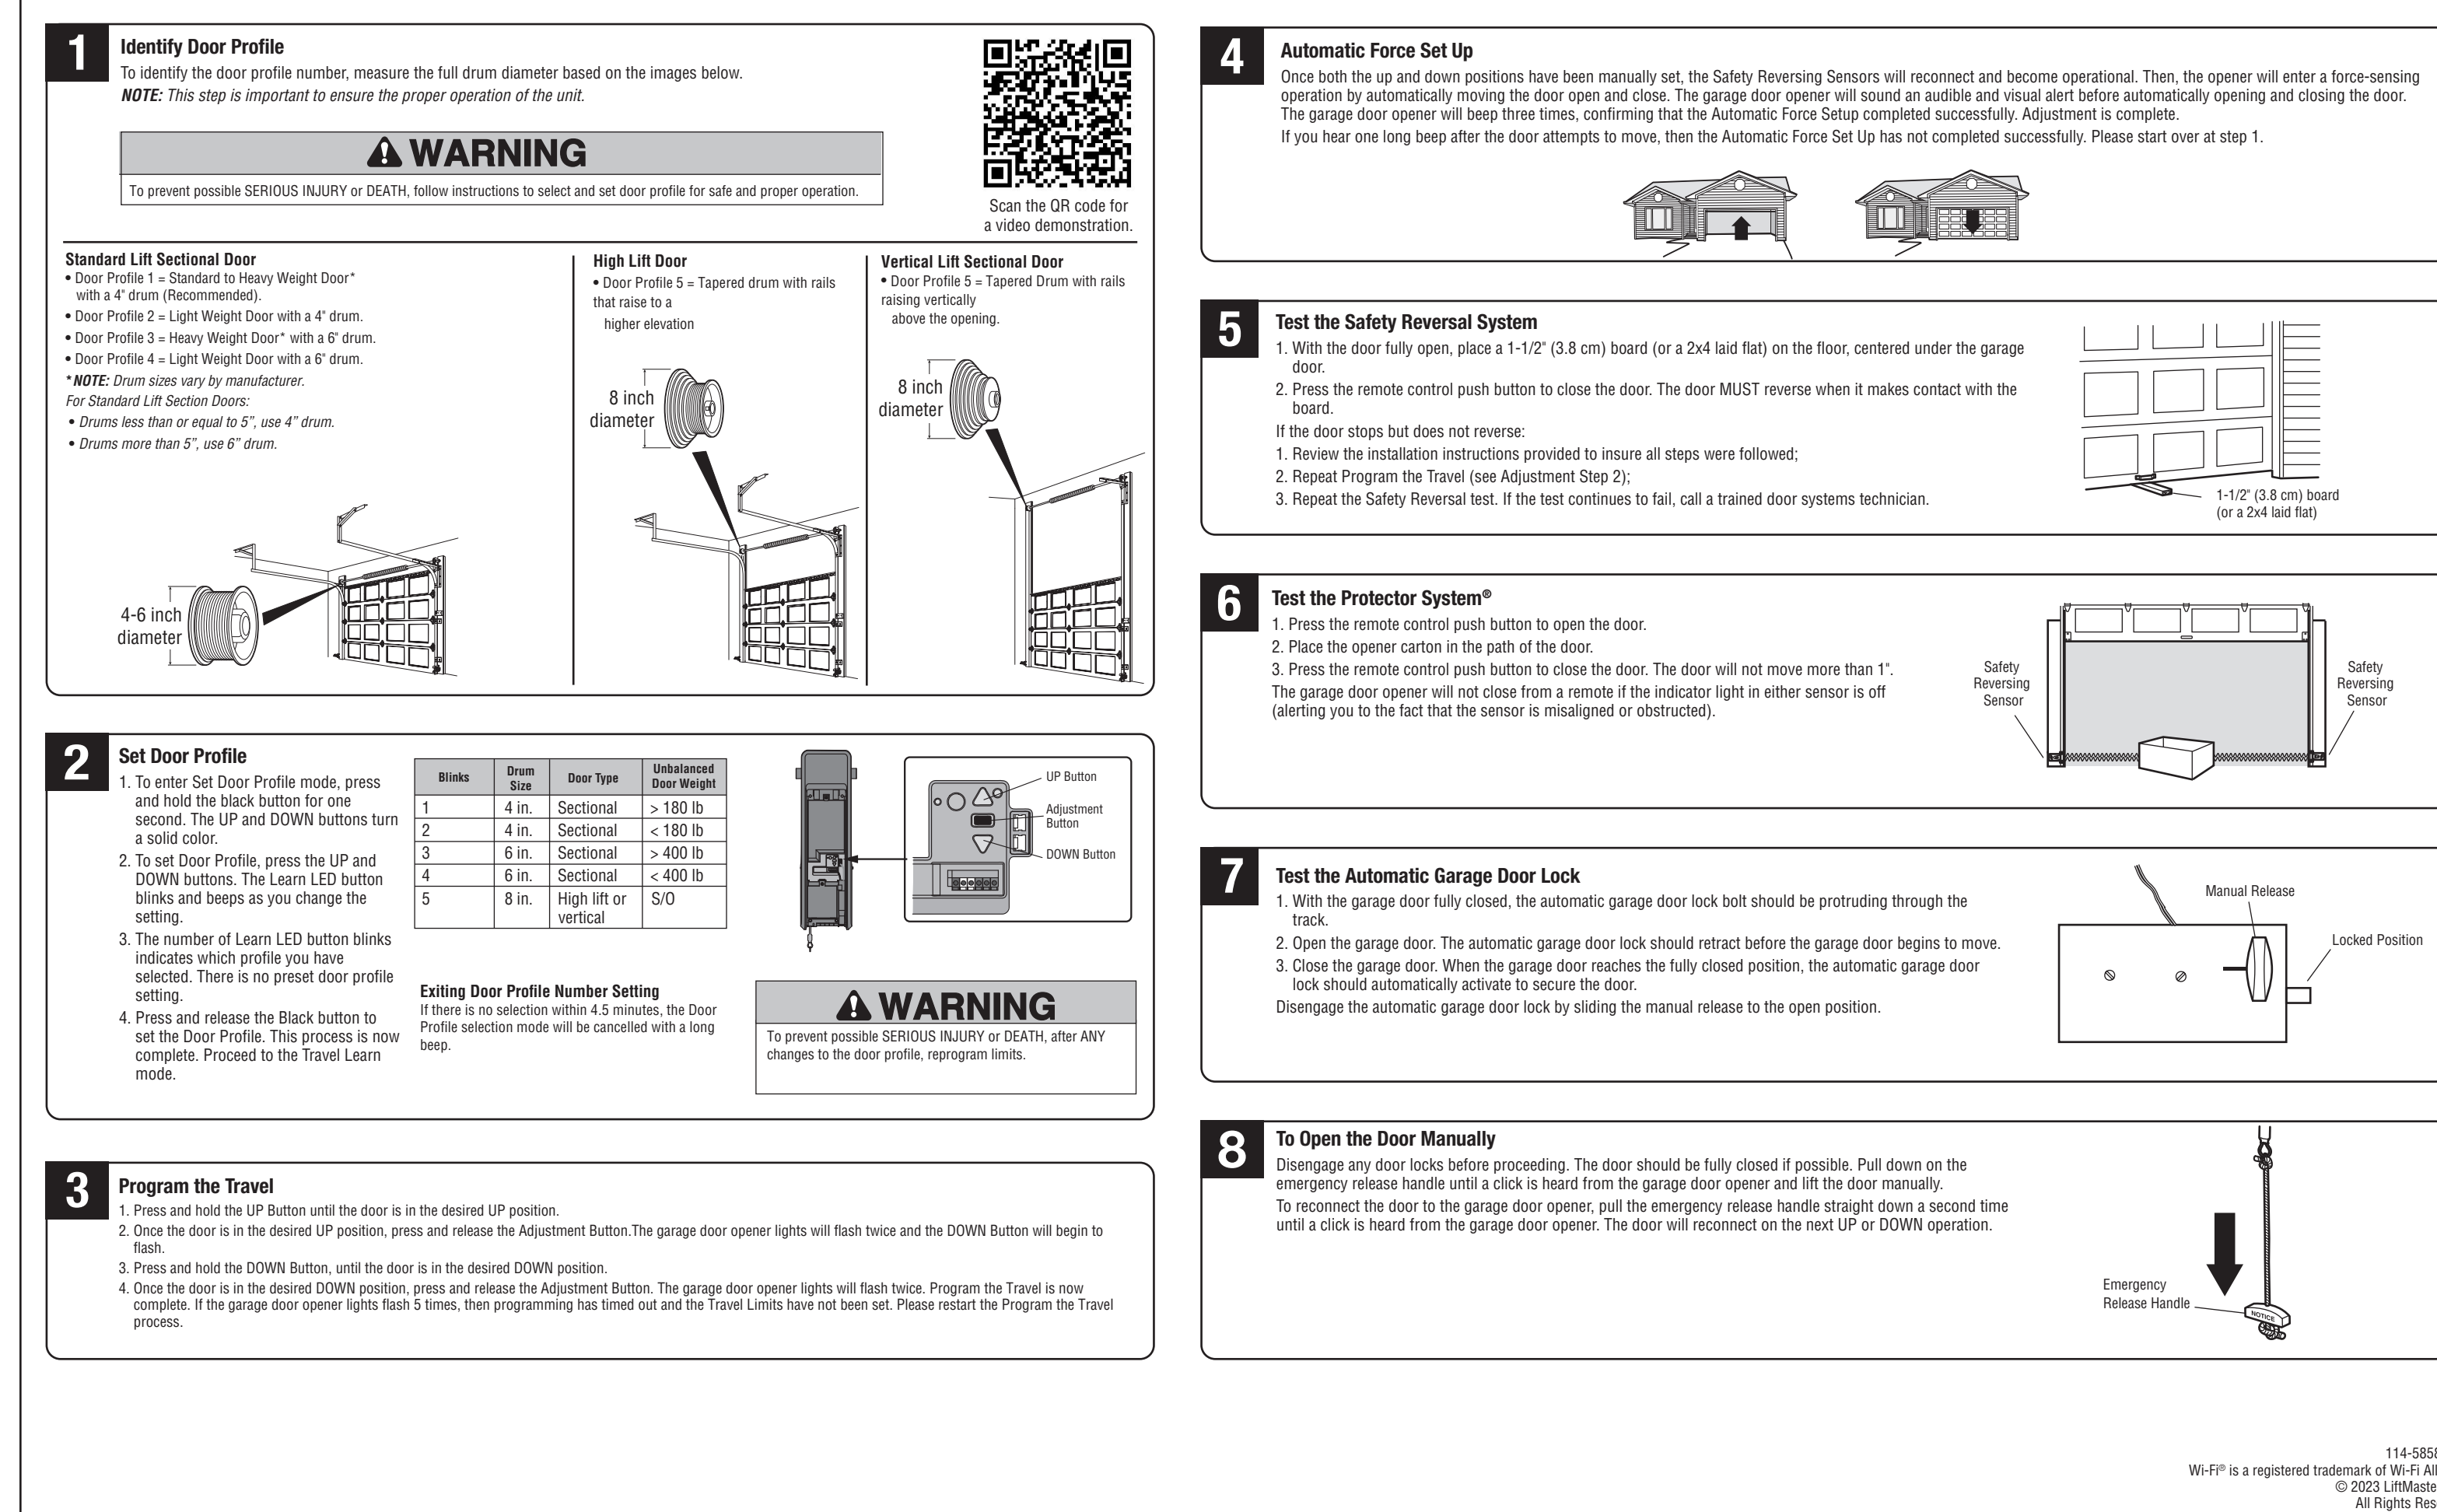 1
Identify Door Profile
To identify the door profile number, measure the full drum diameter based on the images below.
NOTE: This step is important to ensure the proper operation of the unit.
WARNING
To prevent possible SERIOUS INJURY or DEATH, follow instructions to select and set door profile for safe and proper operation.
Scan the QR code for
a video demonstration.
Standard Lift Sectional Door
• Door Profile 1 = Standard to Heavy Weight Door*
with a 4" drum (Recommended).
• Door Profile 2 = Light Weight Door with a 4" drum.
• Door Profile 3 = Heavy Weight Door* with a 6" drum.
• Door Profile 4 = Light Weight Door with a 6" drum.
*NOTE: Drum sizes vary by manufacturer.
For Standard Lift Section Doors:
• Drums less than or equal to 5”, use 4” drum.
• Drums more than 5”, use 6” drum.
4-6 inch
diameter
High Lift Door
• Door Profile 5 = Tapered drum with rails
that raise to a
higher elevation
8 inch
diameter
Vertical Lift Sectional Door
• Door Profile 5 = Tapered Drum with rails
raising vertically
above the opening.
8 inch
diameter
2
Set Door Profile
1. To enter Set Door Profile mode, press
and hold the black button for one
second. The UP and DOWN buttons turn
a solid color.
2. To set Door Profile, press the UP and
DOWN buttons. The Learn LED button
blinks and beeps as you change the
setting.
3. The number of Learn LED button blinks
indicates which profile you have
selected. There is no preset door profile
setting.
4. Press and release the Black button to
set the Door Profile. This process is now
complete. Proceed to the Travel Learn
mode.
Blinks Drum Size Door Type Unbalanced Door Weight
1 4 in. Sectional > 180 lb
2 4 in. Sectional < 180 lb
3 6 in. Sectional > 400 lb
4 6 in. Sectional < 400 lb
5 8 in. High lift or vertical S/O
Exiting Door Profile Number Setting
If there is no selection within 4.5 minutes, the Door
Profile selection mode will be cancelled with a long
beep.
UP Button
Adjustment
Button
DOWN Button
WARNING
To prevent possible SERIOUS INJURY or DEATH, after ANY
changes to the door profile, reprogram limits.
3
Program the Travel
1. Press and hold the UP Button until the door is in the desired UP position.
2. Once the door is in the desired UP position, press and release the Adjustment Button.The garage door opener lights will flash twice and the DOWN Button will begin to
flash.
3. Press and hold the DOWN Button, until the door is in the desired DOWN position.
4. Once the door is in the desired DOWN position, press and release the Adjustment Button. The garage door opener lights will flash twice. Program the Travel is now
complete. If the garage door opener lights flash 5 times, then programming has timed out and the Travel Limits have not been set. Please restart the Program the Travel
process.
4
Automatic Force Set Up
Once both the up and down positions have been manually set, the Safety Reversing Sensors will reconnect and become operational. Then, the opener will enter a force-sensing
operation by automatically moving the door open and close. The garage door opener will sound an audible and visual alert before automatically opening and closing the door.
The garage door opener will beep three times, confirming that the Automatic Force Setup completed successfully. Adjustment is complete.
If you hear one long beep after the door attempts to move, then the Automatic Force Set Up has not completed successfully. Please start over at step 1.
5
Test the Safety Reversal System
1. With the door fully open, place a 1-1/2" (3.8 cm) board (or a 2x4 laid flat) on the floor, centered under the garage
door.
2. Press the remote control push button to close the door. The door MUST reverse when it makes contact with the
board.
If the door stops but does not reverse:
1. Review the installation instructions provided to insure all steps were followed;
2. Repeat Program the Travel (see Adjustment Step 2);
3. Repeat the Safety Reversal test. If the test continues to fail, call a trained door systems technician.
1-1/2" (3.8 cm) board
(or a 2x4 laid flat)
6
Test the Protector System®
1. Press the remote control push button to open the door.
2. Place the opener carton in the path of the door.
3. Press the remote control push button to close the door. The door will not move more than 1".
The garage door opener will not close from a remote if the indicator light in either sensor is off
(alerting you to the fact that the sensor is misaligned or obstructed).
Safety
Reversing
Sensor
Safety
Reversing
Sensor
7
Test the Automatic Garage Door Lock
1. With the garage door fully closed, the automatic garage door lock bolt should be protruding through the
track.
2. Open the garage door. The automatic garage door lock should retract before the garage door begins to move.
3. Close the garage door. When the garage door reaches the fully closed position, the automatic garage door
lock should automatically activate to secure the door.
Disengage the automatic garage door lock by sliding the manual release to the open position.
Manual Release
Locked Position
8
To Open the Door Manually
Disengage any door locks before proceeding. The door should be fully closed if possible. Pull down on the
emergency release handle until a click is heard from the garage door opener and lift the door manually.
To reconnect the door to the garage door opener, pull the emergency release handle straight down a second time
until a click is heard from the garage door opener. The door will reconnect on the next UP or DOWN operation.
Emergency
Release Handle
NOTICE
114-5858
Wi-Fi® is a registered trademark of Wi-Fi
© 2023
All Rights